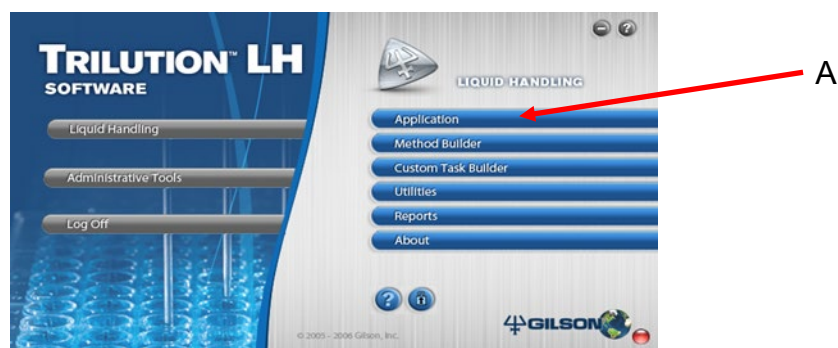 TRILUTION™ LH
SOFTWARE
Liquid Handling
Administrative Tools
Log Off
LIQUID HANDLING
Application
Method Builder
Custom Task Builder
Utilities
Reports
About
© 2005 - 2006 Gilson, Inc.
GILSON
A